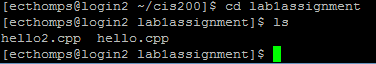 [ecthomps@login2 ~/cis200]$ cd lab1assignment
[ecthomps@login2 lab1assignment]$ ls
hello2.cpp  hello.cpp
[ecthomps@login2 lab1assignment]$